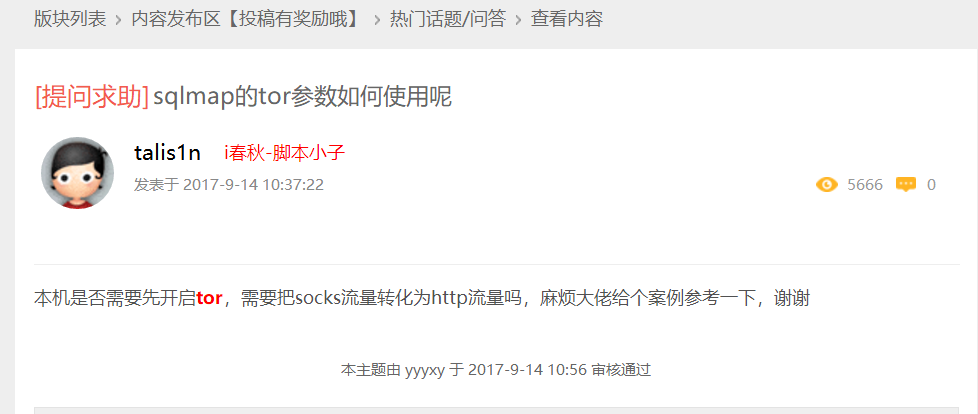 版块列表 › 内容发布区【投稿有奖励哦】 › 热门话题/问答 › 查看内容
[提问求助] sqlmap的tor参数如何使用呢
talis1n i春秋-脚本小子
发表于 2017-9-14 10:37:22 5666 0
本机是否需要先开启tor，需要把socks流量转化为http流量吗，麻烦大佬给个案例参考一下，谢谢
本主题由 yyyxy 于 2017-9-14 10:56 审核通过